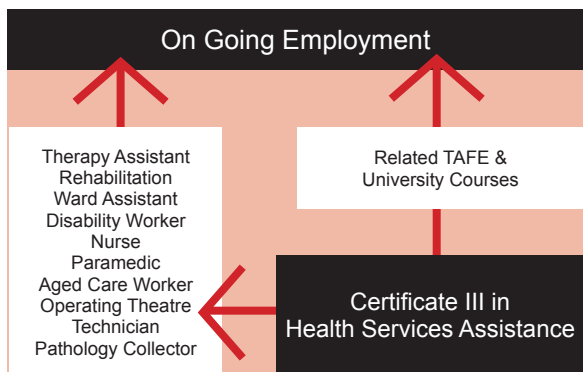 On Going Employment
Therapy Assistant
Rehabilitation
Ward Assistant
Disability Worker
Nurse
Paramedic
Aged Care Worker
Operating Theatre
Technician
Pathology Collector
Related TAFE &
University Courses
Certificate III in
Health Services Assistance